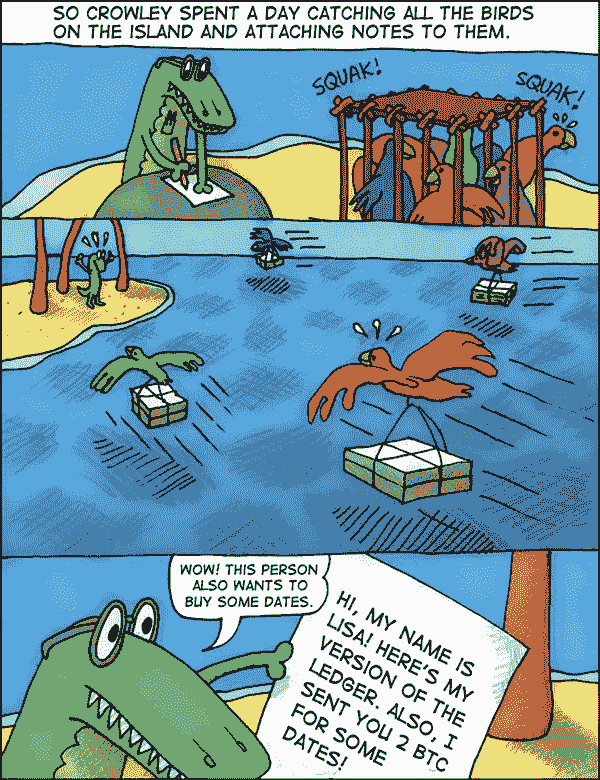 SO CROWLEY SPENT A DAY CATCHING ALL THE BIRDS
ON THE ISLAND AND ATTACHING NOTES TO THEM.
SQUAK!
SQUAK!
M
WOW! THIS PERSON
ALSO WANTS TO
BUY SOME DATES.
HI, MY NAME IS
LISA! HERE'S MY
VERSION OF THE
LEDGER. ALSO, I
SENT YOU 2 BTC
FOR SOME
DATES!